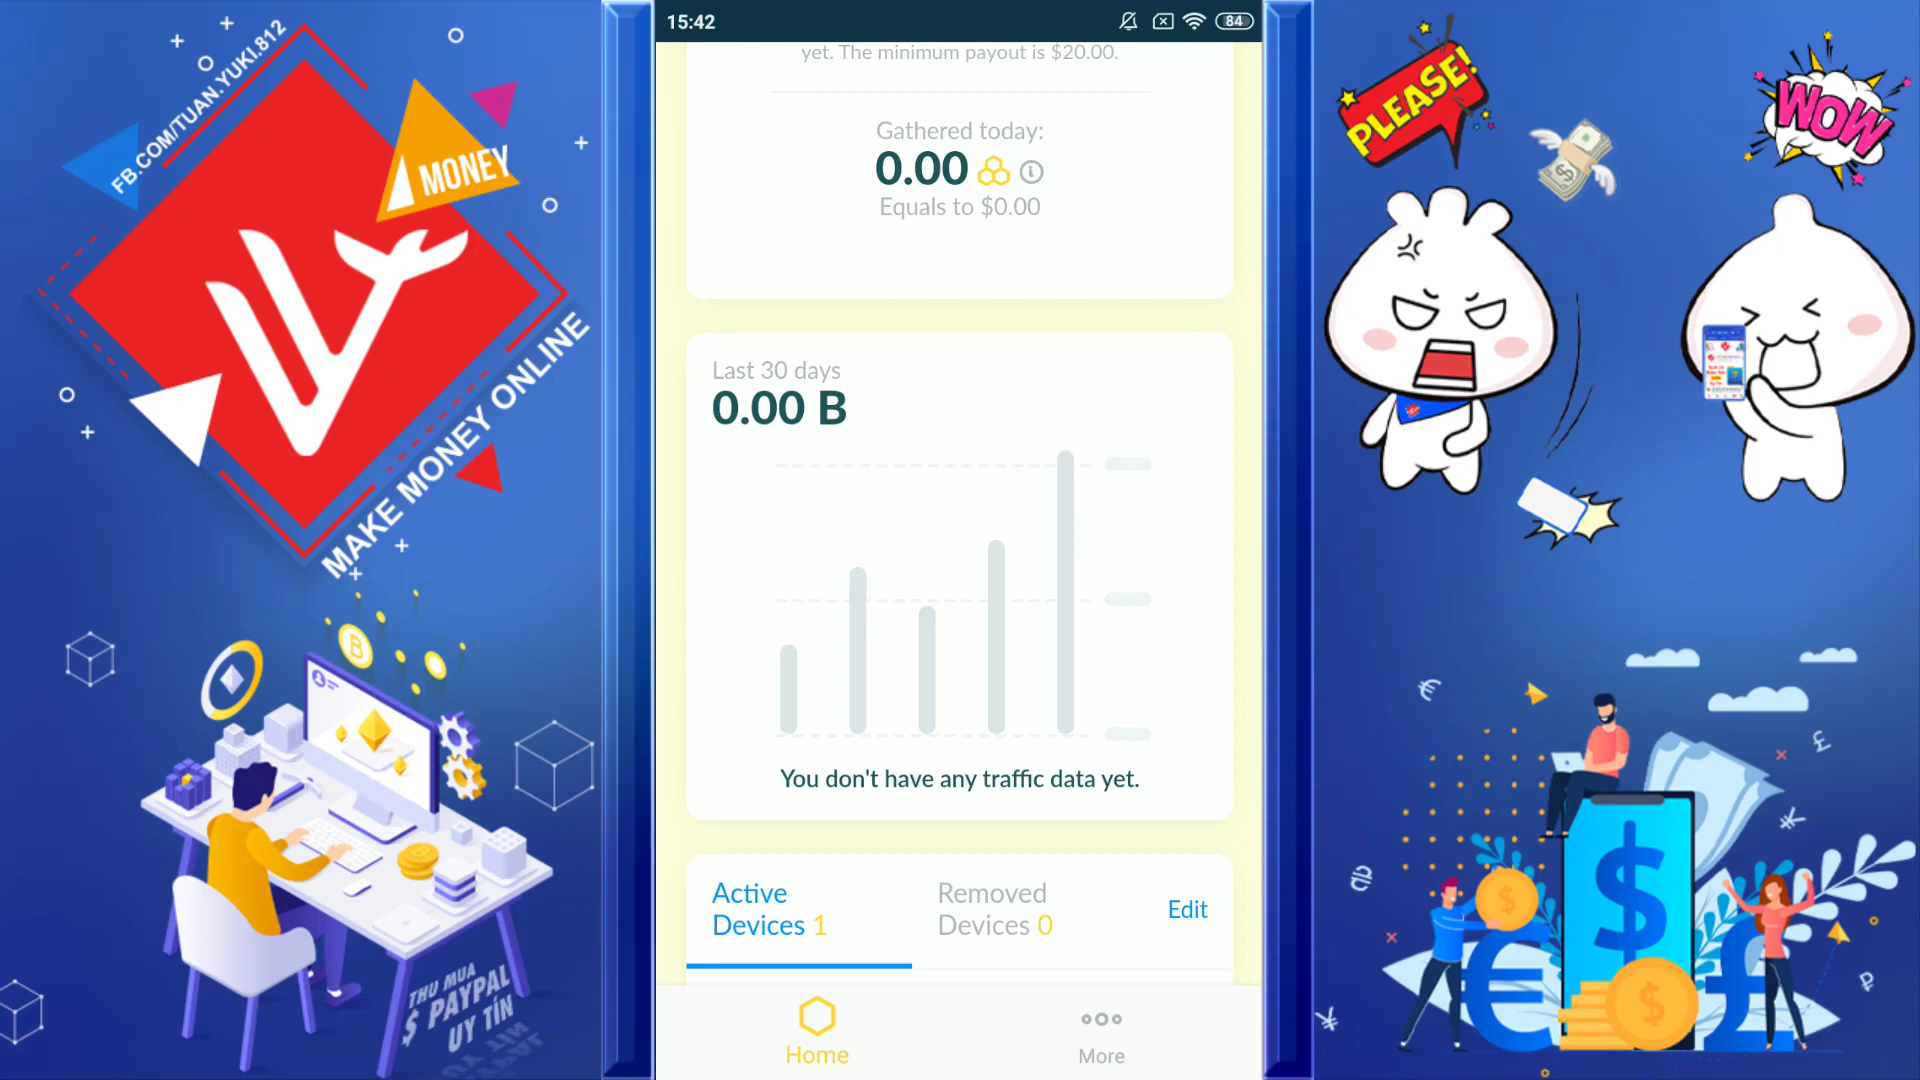 FB.COM/TUAN.YUKI.812
MONEY
MAKE MONEY ONLINE
THU MUA
$ PAYPAL
UY TÍN
15:42
84
yet. The minimum payout is $20.00.
Gathered today:
0.00
Equals to $0.00
Last 30 days
0.00 B
You don't have any traffic data yet.
Active
Devices 1
Removed
Devices 0
Edit
Home
More
PLEASE!
WOW